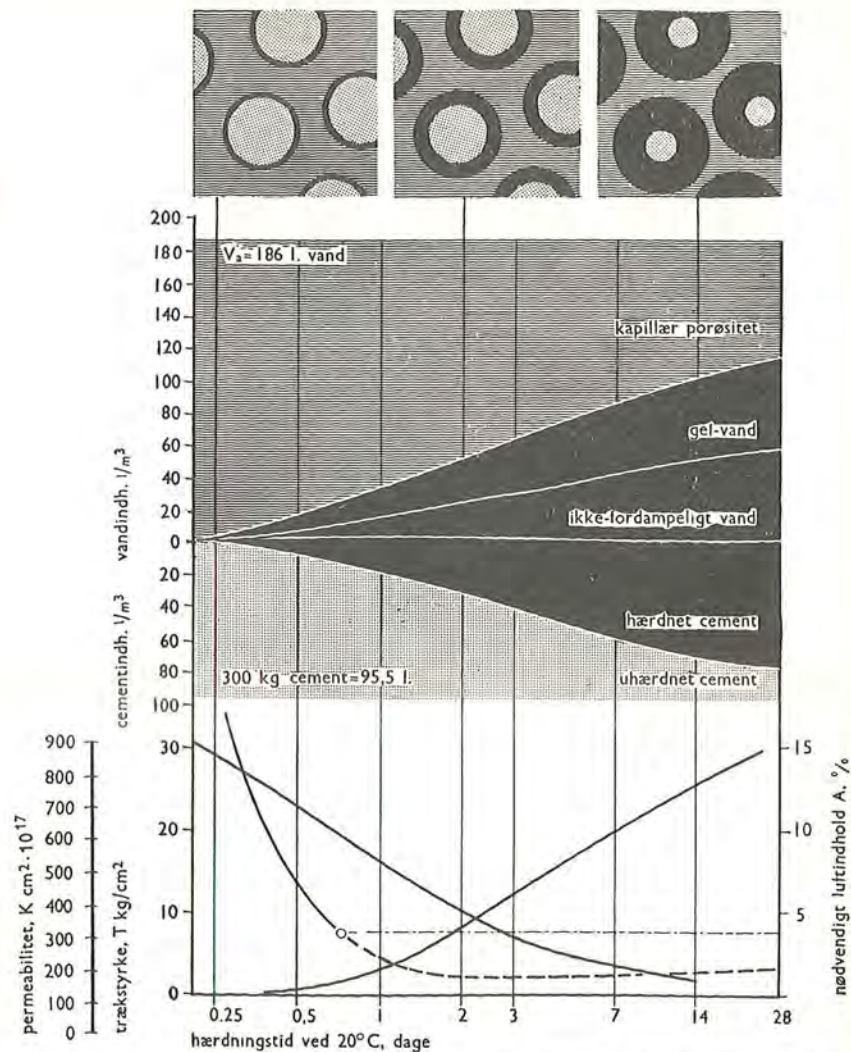 200
180
160
140
120
100
80
60
40
20
0
20
40
60
80
100
vandindh. l/m³
cementindh. l/m³
Va=186 l. vand
kapillær porøsitet
gel-vand
ikke-fordampeligt vand
hærdnet cement
300 kg cement=95,5 l.
uhærdnet cement
900
800
700
600
500
400
300
200
100
0
permeabilitet, K cm²·10¹⁷
30
20
10
0
trækstyrke, T kg/cm²
15
10
5
nødvendigt luftindhold A, %
0.25 0,5 1 2 3 7 14 28
hærdningstid ved 20°C, dage